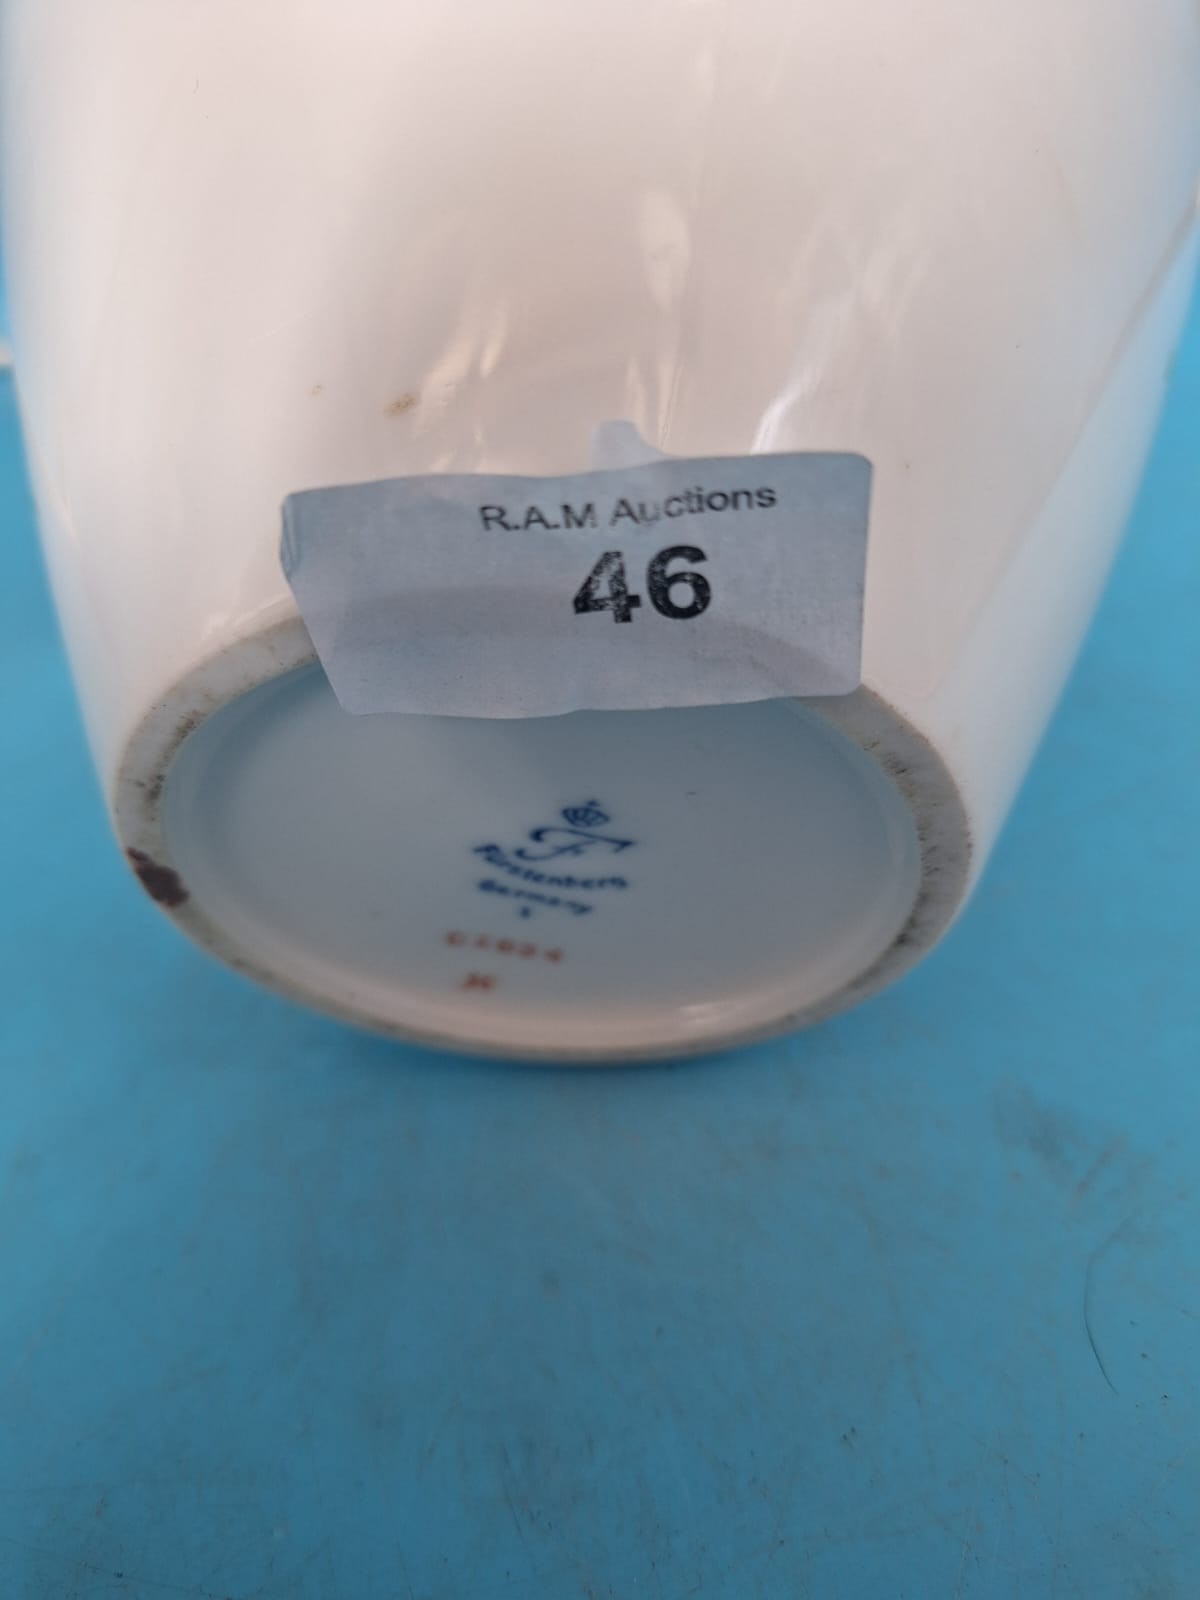 R.A.M Auctions
46
F
Fürstenberg
Germany